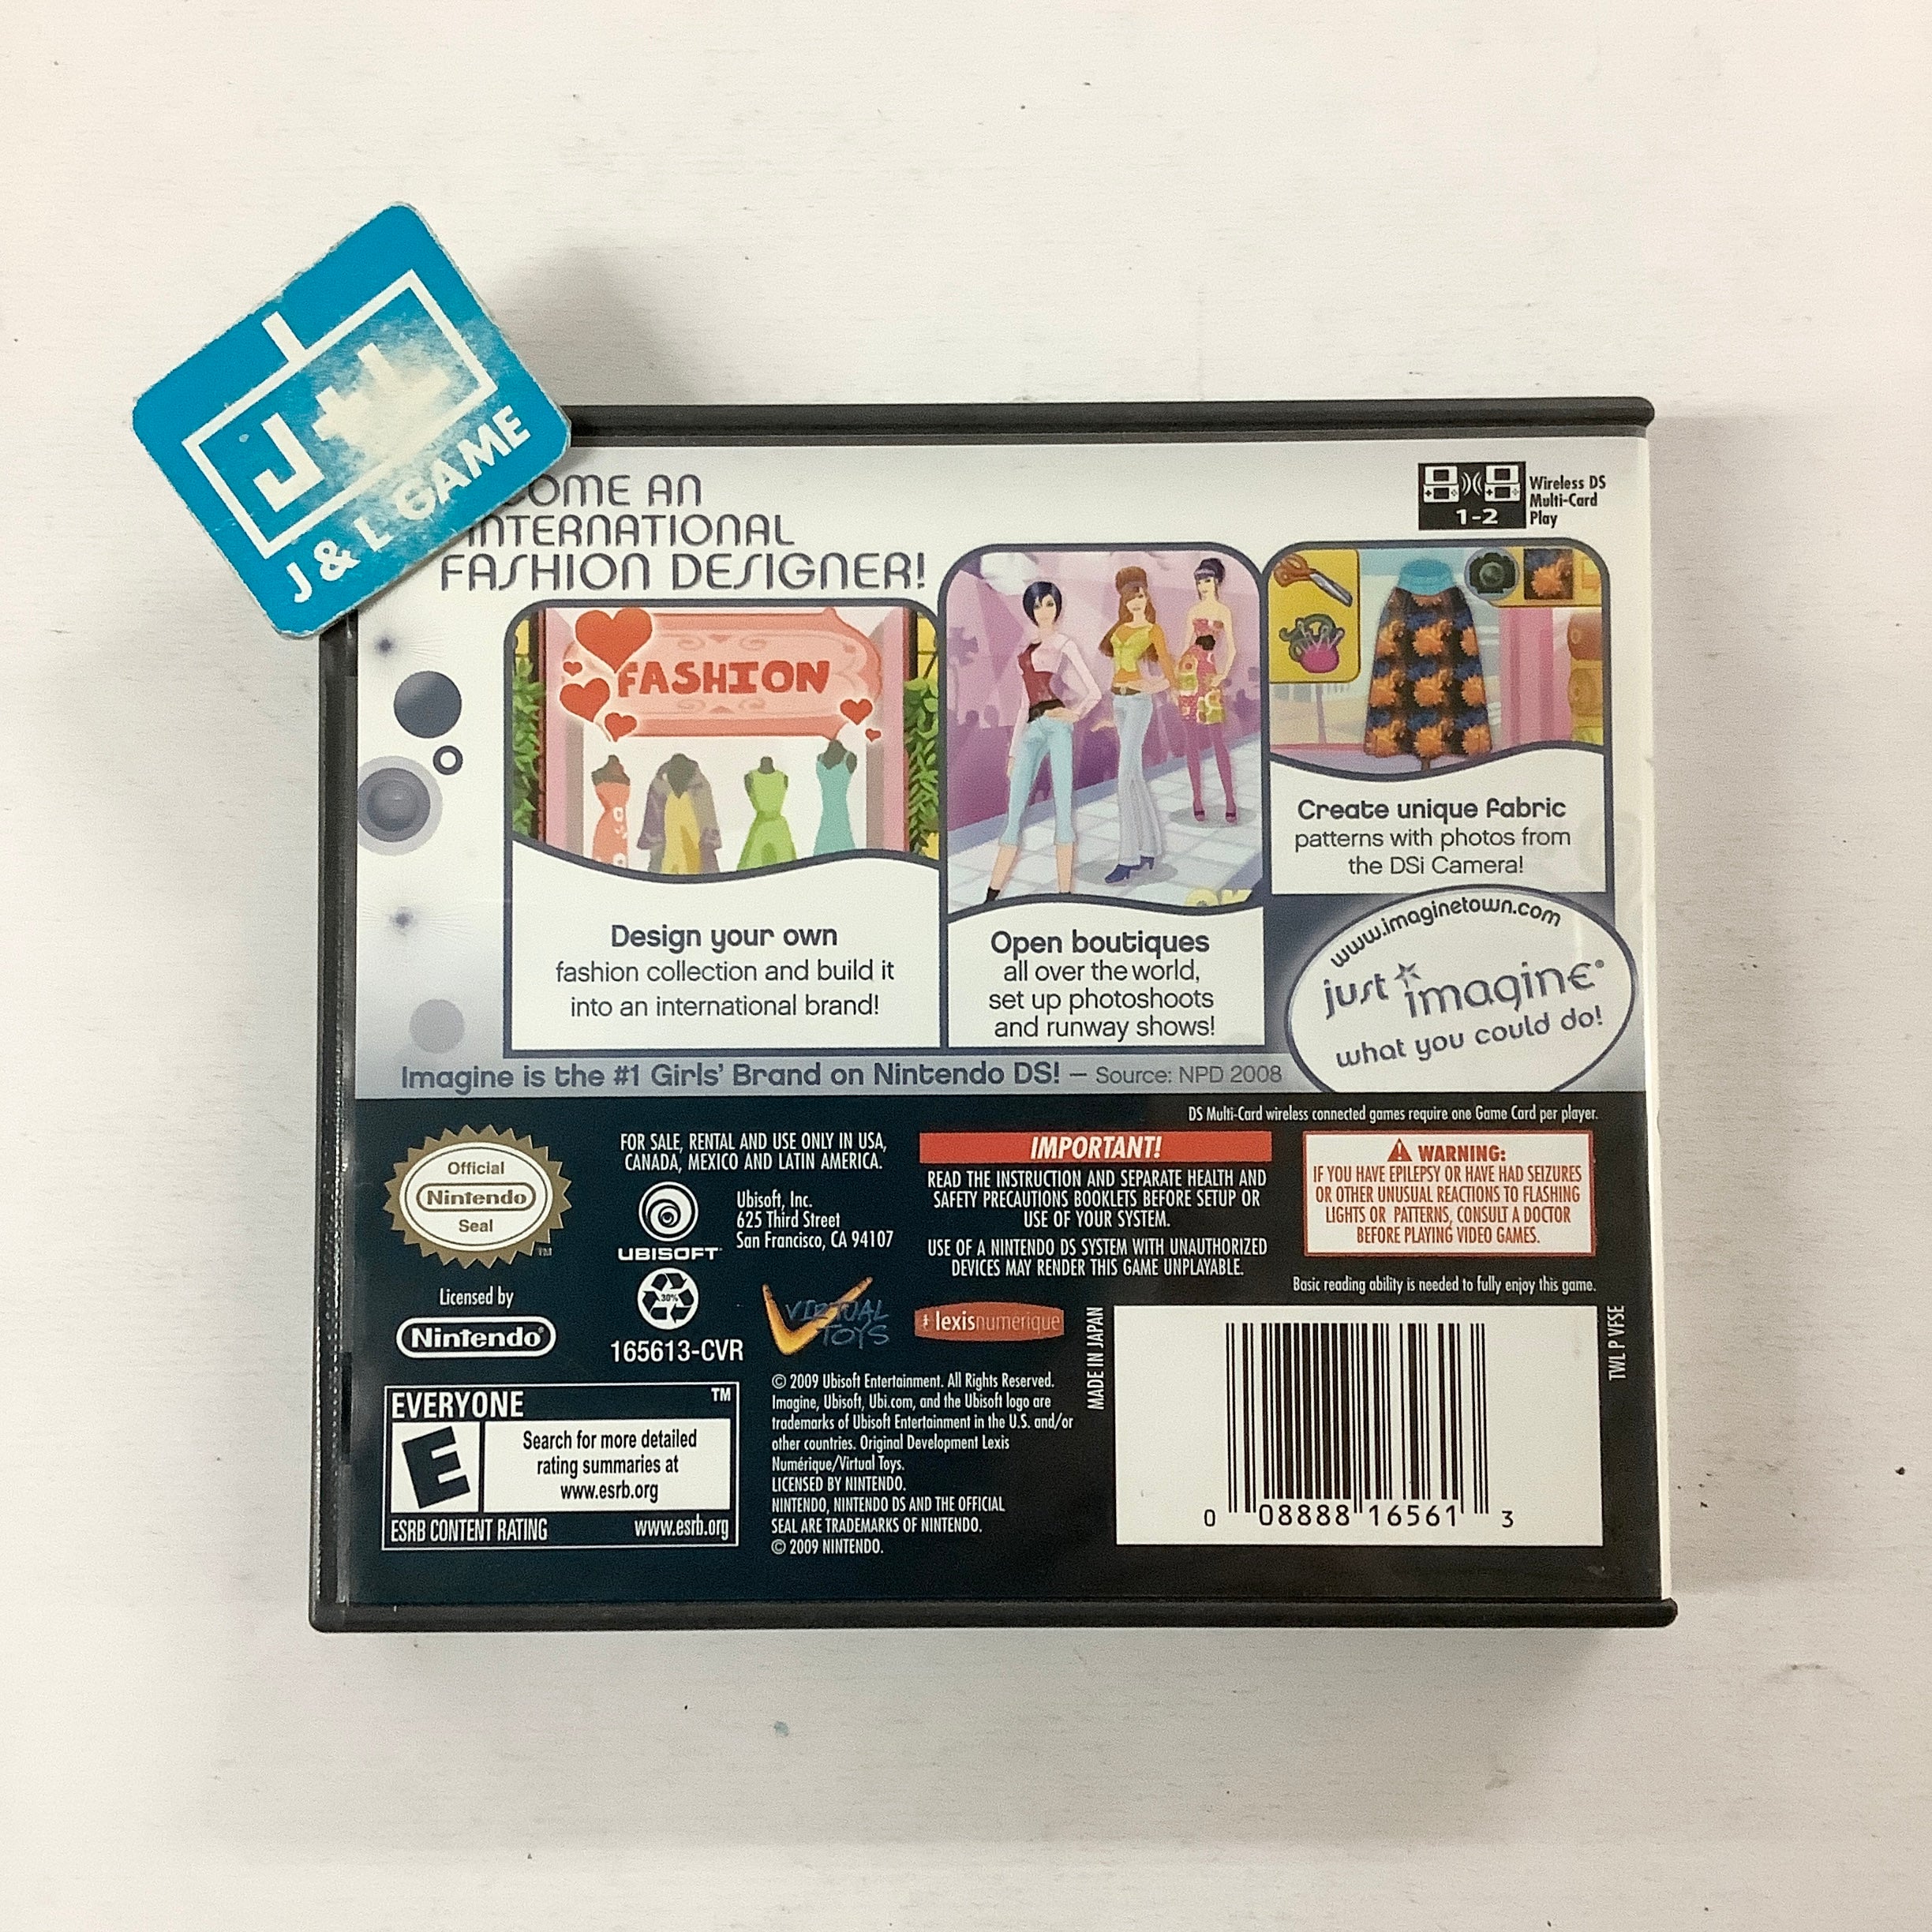 J+L
J & L GAME
COME AN
INTERNATIONAL
FASHION DESIGNER!
Wireless DS
Multi-Card
Play
1-2
FASHION
Design your own
fashion collection and build it
into an international brand!
OK
Open boutiques
all over the world,
set up photoshoots
and runway shows!
Create unique fabric
patterns with photos from
the DSi Camera!
www.imaginetown.com
just imagine®
what you could do!
Imagine is the #1 Girls' Brand on Nintendo DS! — Source: NPD 2008
DS Multi-Card wireless connected games require one Game Card per player.
Official
Nintendo
Seal
TM
Licensed by
Nintendo®
FOR SALE, RENTAL AND USE ONLY IN USA,
CANADA, MEXICO AND LATIN AMERICA.
UBISOFT
Ubisoft, Inc.
625 Third Street
San Francisco, CA 94107
30%
165613-CVR
VIRTUAL
TOYS
lexisnumerique
IMPORTANT!
READ THE INSTRUCTION AND SEPARATE HEALTH AND
SAFETY PRECAUTIONS BOOKLETS BEFORE SETUP OR
USE OF YOUR SYSTEM.
USE OF A NINTENDO DS SYSTEM WITH UNAUTHORIZED
DEVICES MAY RENDER THIS GAME UNPLAYABLE.
WARNING:
IF YOU HAVE EPILEPSY OR HAVE HAD SEIZURES
OR OTHER UNUSUAL REACTIONS TO FLASHING
LIGHTS OR PATTERNS, CONSULT A DOCTOR
BEFORE PLAYING VIDEO GAMES.
Basic reading ability is needed to fully enjoy this game.
EVERYONE
TM
E
Search for more detailed
rating summaries at
www.esrb.org
ESRB CONTENT RATING
www.esrb.org
© 2009 Ubisoft Entertainment. All Rights Reserved.
Imagine, Ubisoft, Ubi.com, and the Ubisoft logo are
trademarks of Ubisoft Entertainment in the U.S. and/or
other countries. Original Development Lexis
Numérique/Virtual Toys.
LICENSED BY NINTENDO.
NINTENDO, NINTENDO DS AND THE OFFICIAL
SEAL ARE TRADEMARKS OF NINTENDO.
© 2009 NINTENDO.
MADE IN JAPAN
0 08888 16561 3
TWL P VFSE